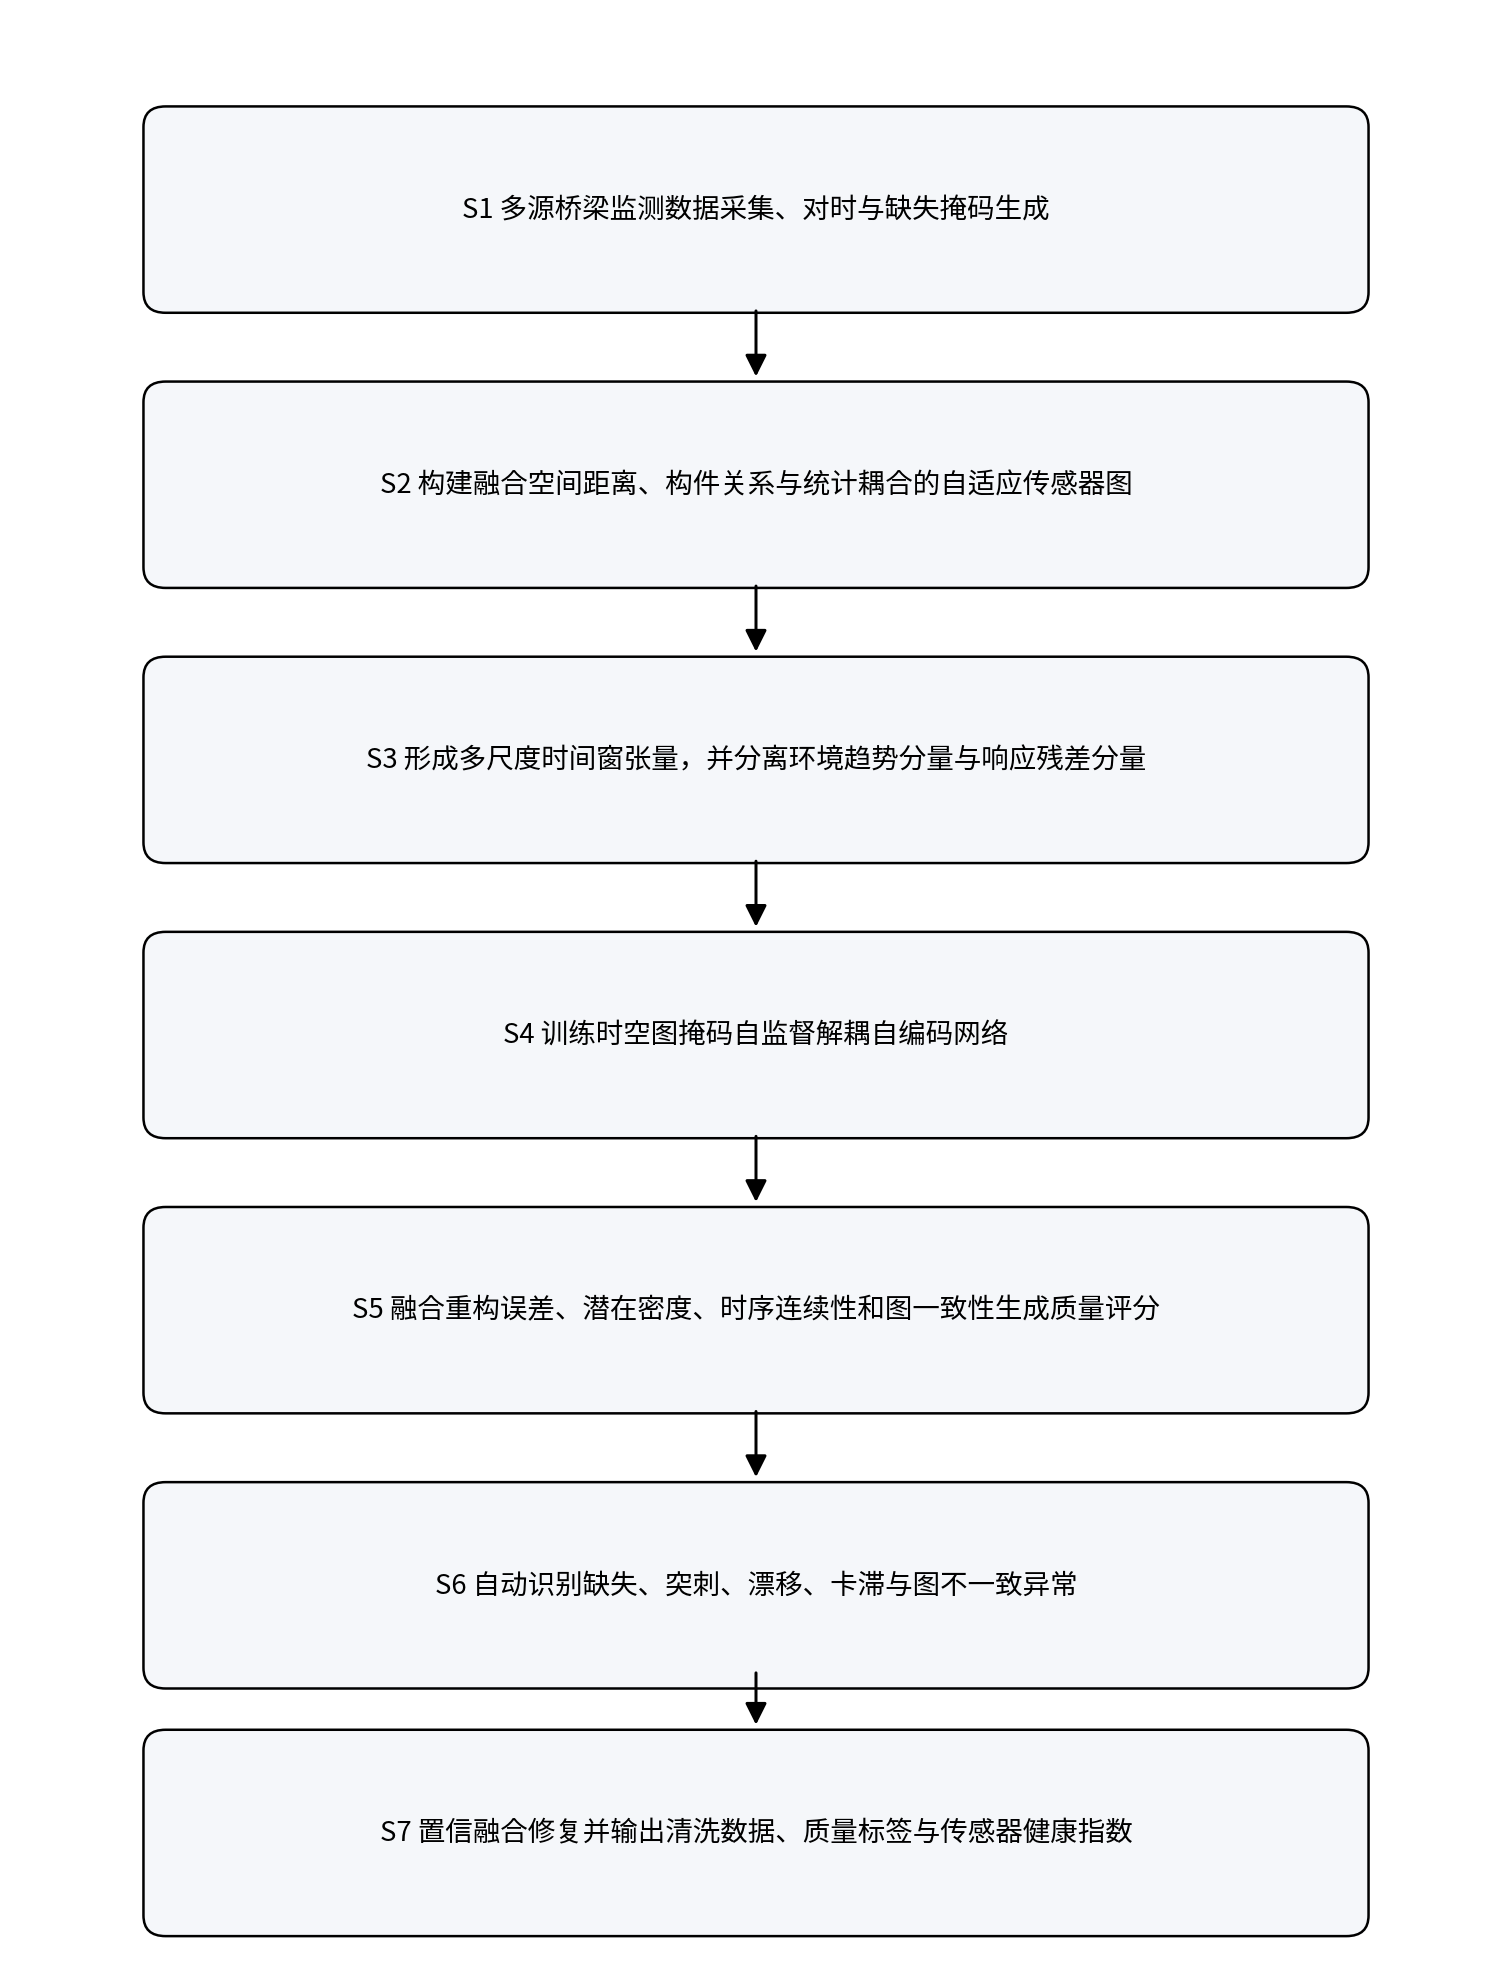 S1 多源桥梁监测数据采集、对时与缺失掩码生成
S2 构建融合空间距离、构件关系与统计耦合的自适应传感器图
S3 形成多尺度时间窗张量，并分离环境趋势分量与响应残差分量
S4 训练时空图掩码自监督解耦自编码网络
S5 融合重构误差、潜在密度、时序连续性和图一致性生成质量评分
S6 自动识别缺失、突刺、漂移、卡滞与图不一致异常
S7 置信融合修复并输出清洗数据、质量标签与传感器健康指数